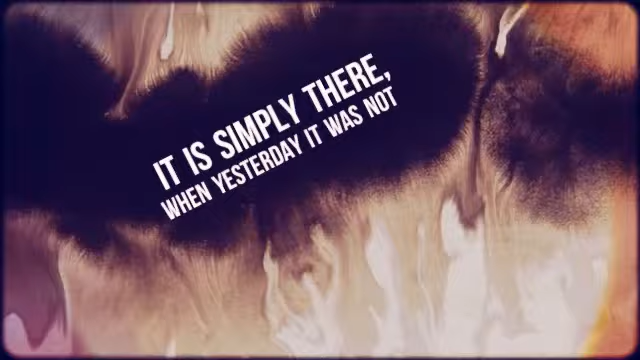 IT IS SIMPLY THERE,
WHEN YESTERDAY IT WAS NOT